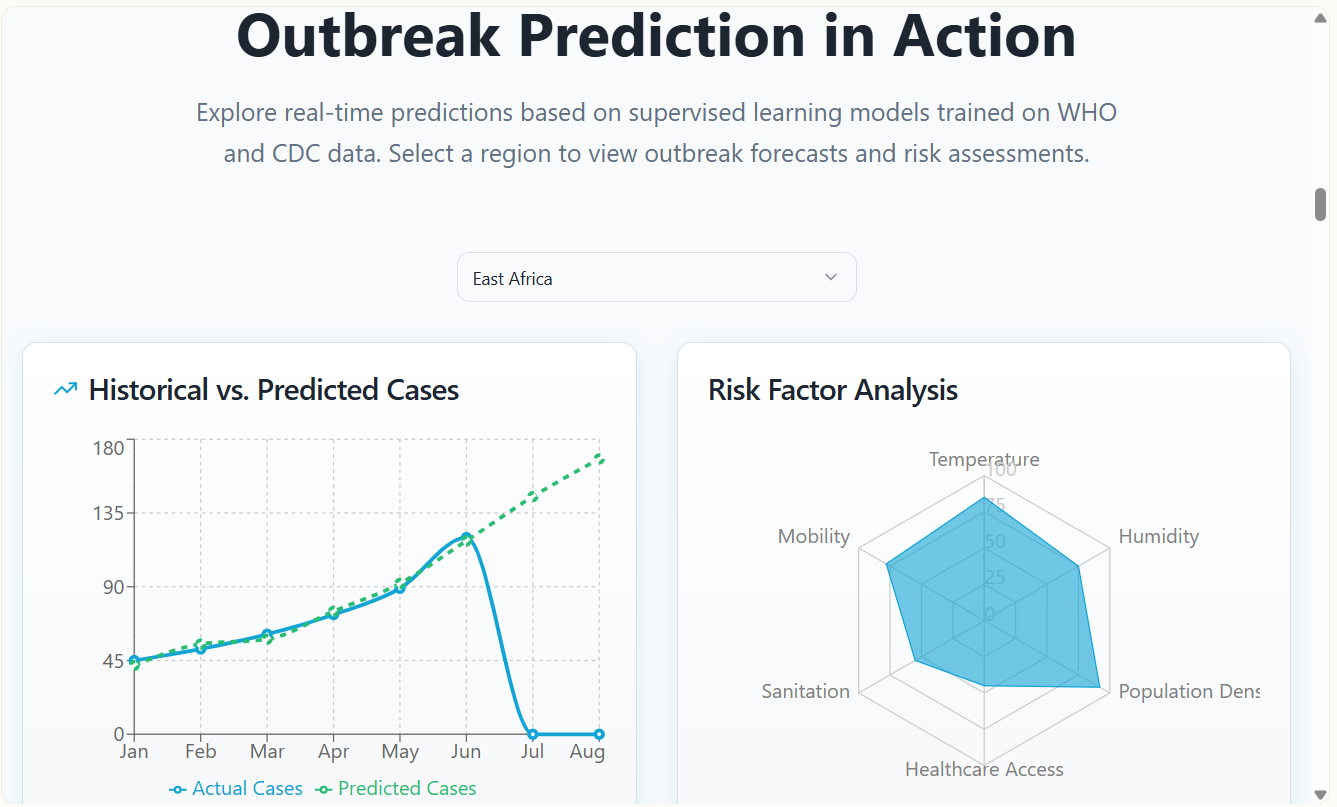 Outbreak Prediction in Action
Explore real-time predictions based on supervised learning models trained on WHO
and CDC data. Select a region to view outbreak forecasts and risk assessments.
East Africa
Historical vs. Predicted Cases
180
135
90
45
0
Jan Feb Mar Apr May Jun Jul Aug
Actual Cases Predicted Cases
Risk Factor Analysis
Temperature
100
75
50
25
0
Mobility
Humidity
Sanitation
Population Dens
Healthcare Access